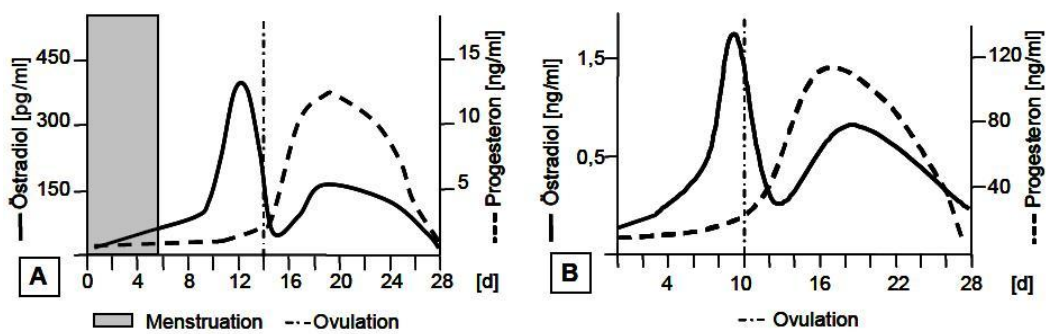 Östradiol [pg/ml]
450
300
150
0
15
10
5
Progesteron [ng/ml]
A
0 4 8 12 16 20 24 28 [d]
Menstruation Ovulation
Östradiol [ng/ml]
1,5
0,5
120
80
40
Progesteron [ng/ml]
B
4 10 16 22 28 [d]
Ovulation